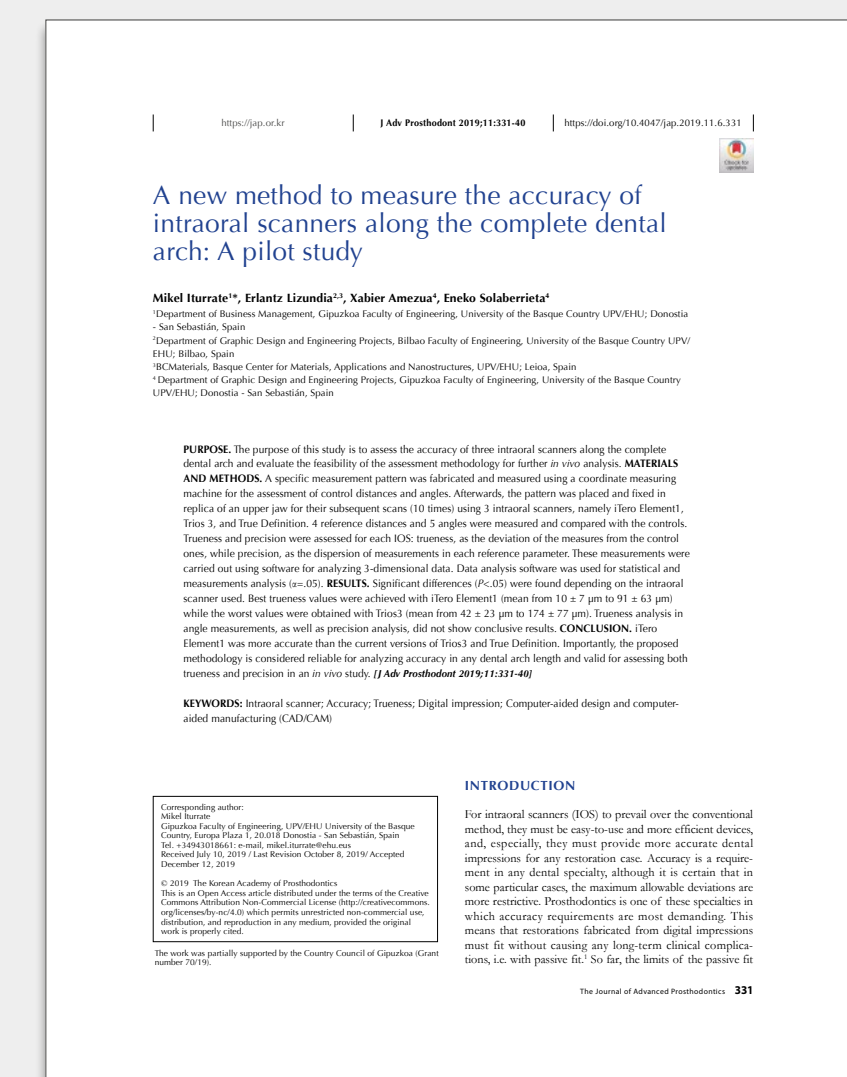 https://jap.or.kr
J Adv Prosthodont 2019;11:331-40
https://doi.org/10.4047/jap.2019.11.6.331
Check for
updates
A new method to measure the accuracy of
intraoral scanners along the complete dental
arch: A pilot study
Mikel Iturrate1*, Erlantz Lizundia2,3, Xabier Amezua4, Eneko Solaberrieta4
1Department of Business Management, Gipuzkoa Faculty of Engineering, University of the Basque Country UPV/EHU; Donostia
- San Sebastián, Spain
2Department of Graphic Design and Engineering Projects, Bilbao Faculty of Engineering, University of the Basque Country UPV/
EHU; Bilbao, Spain
3BCMaterials, Basque Center for Materials, Applications and Nanostructures, UPV/EHU; Leioa, Spain
4 Department of Graphic Design and Engineering Projects, Gipuzkoa Faculty of Engineering, University of the Basque Country
UPV/EHU; Donostia - San Sebastián, Spain
PURPOSE. The purpose of this study is to assess the accuracy of three intraoral scanners along the complete
dental arch and evaluate the feasibility of the assessment methodology for further in vivo analysis. MATERIALS
AND METHODS. A specific measurement pattern was fabricated and measured using a coordinate measuring
machine for the assessment of control distances and angles. Afterwards, the pattern was placed and fixed in
replica of an upper jaw for their subsequent scans (10 times) using 3 intraoral scanners, namely iTero Element1,
Trios 3, and True Definition. 4 reference distances and 5 angles were measured and compared with the controls.
Trueness and precision were assessed for each IOS: trueness, as the deviation of the measures from the control
ones, while precision, as the dispersion of measurements in each reference parameter. These measurements were
carried out using software for analyzing 3-dimensional data. Data analysis software was used for statistical and
measurements analysis (α=.05). RESULTS. Significant differences (P<.05) were found depending on the intraoral
scanner used. Best trueness values were achieved with iTero Element1 (mean from 10 ± 7 µm to 91 ± 63 µm)
while the worst values were obtained with Trios3 (mean from 42 ± 23 µm to 174 ± 77 µm). Trueness analysis in
angle measurements, as well as precision analysis, did not show conclusive results. CONCLUSION. iTero
Element1 was more accurate than the current versions of Trios3 and True Definition. Importantly, the proposed
methodology is considered reliable for analyzing accuracy in any dental arch length and valid for assessing both
trueness and precision in an in vivo study. [J Adv Prosthodont 2019;11:331-40]
KEYWORDS: Intraoral scanner; Accuracy; Trueness; Digital impression; Computer-aided design and computer-
aided manufacturing (CAD/CAM)
Corresponding author:
Mikel Iturrate
Gipuzkoa Faculty of Engineering, UPV/EHU University of the Basque
Country, Europa Plaza 1, 20.018 Donostia - San Sebastián, Spain
Tel. +34943018661: e-mail, mikel.iturrate@ehu.eus
Received July 10, 2019 / Last Revision October 8, 2019/ Accepted
December 12, 2019
© 2019 The Korean Academy of Prosthodontics
This is an Open Access article distributed under the terms of the Creative
Commons Attribution Non-Commercial License (http://creativecommons.
org/licenses/by-nc/4.0) which permits unrestricted non-commercial use,
distribution, and reproduction in any medium, provided the original
work is properly cited.
The work was partially supported by the Country Council of Gipuzkoa (Grant
number 70/19).
INTRODUCTION
For intraoral scanners (IOS) to prevail over the conventional
method, they must be easy-to-use and more efficient devices,
and, especially, they must provide more accurate dental
impressions for any restoration case. Accuracy is a require-
ment in any dental specialty, although it is certain that in
some particular cases, the maximum allowable deviations are
more restrictive. Prosthodontics is one of these specialties in
which accuracy requirements are most demanding. This
means that restorations fabricated from digital impressions
must fit without causing any long-term clinical complica-
tions, i.e. with passive fit.1 So far, the limits of the passive fit
The Journal of Advanced Prosthodontics 331